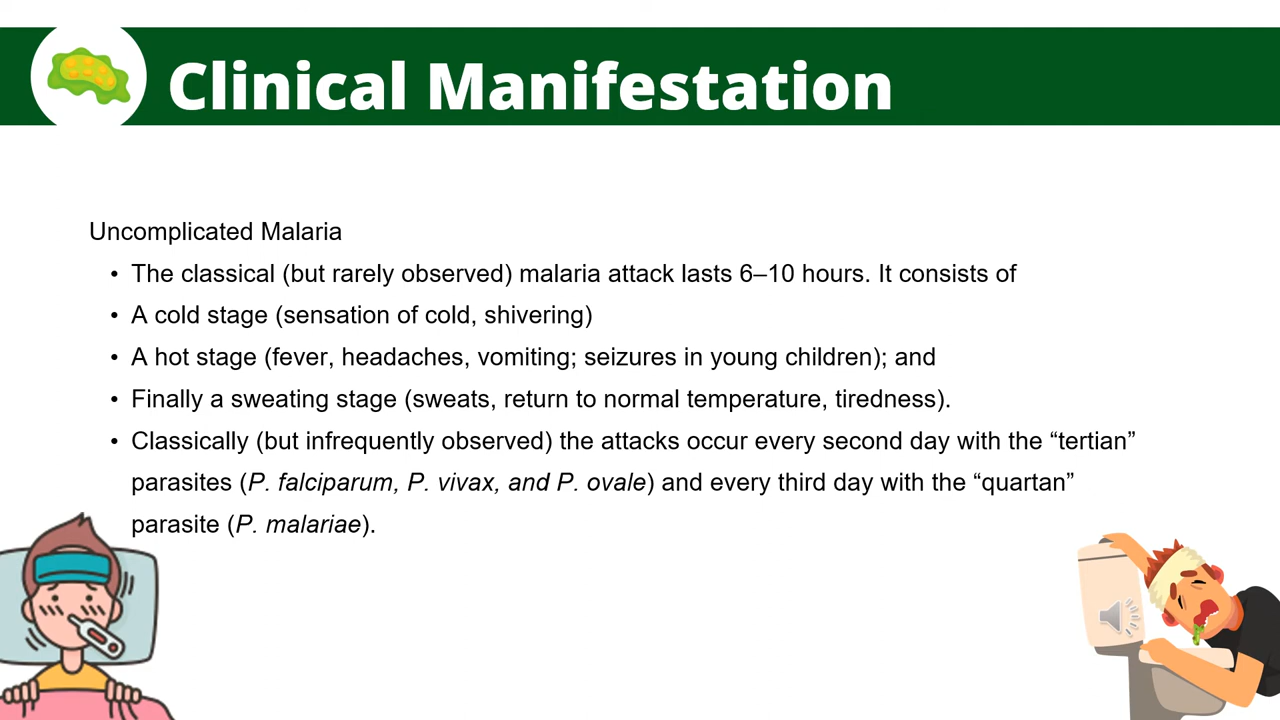 Clinical Manifestation
Uncomplicated Malaria
• The classical (but rarely observed) malaria attack lasts 6–10 hours. It consists of
• A cold stage (sensation of cold, shivering)
• A hot stage (fever, headaches, vomiting; seizures in young children); and
• Finally a sweating stage (sweats, return to normal temperature, tiredness).
• Classically (but infrequently observed) the attacks occur every second day with the “tertian”
parasites (P. falciparum, P. vivax, and P. ovale) and every third day with the “quartan”
parasite (P. malariae).